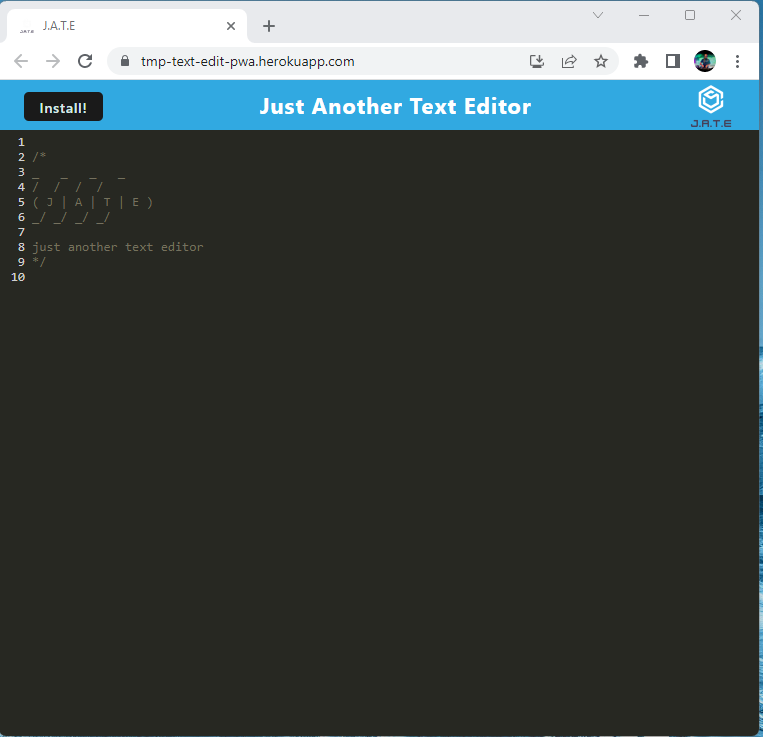 J.A.T.E J.A.T.E
tmp-text-edit-pwa.herokuapp.com
Install! Just Another Text Editor J.A.T.E
1
2 /*
3 _   _   _   _
4 /  /  /  /
5 ( J | A | T | E )
6 _/ _/ _/ _/
7
8 just another text editor
9 */
10